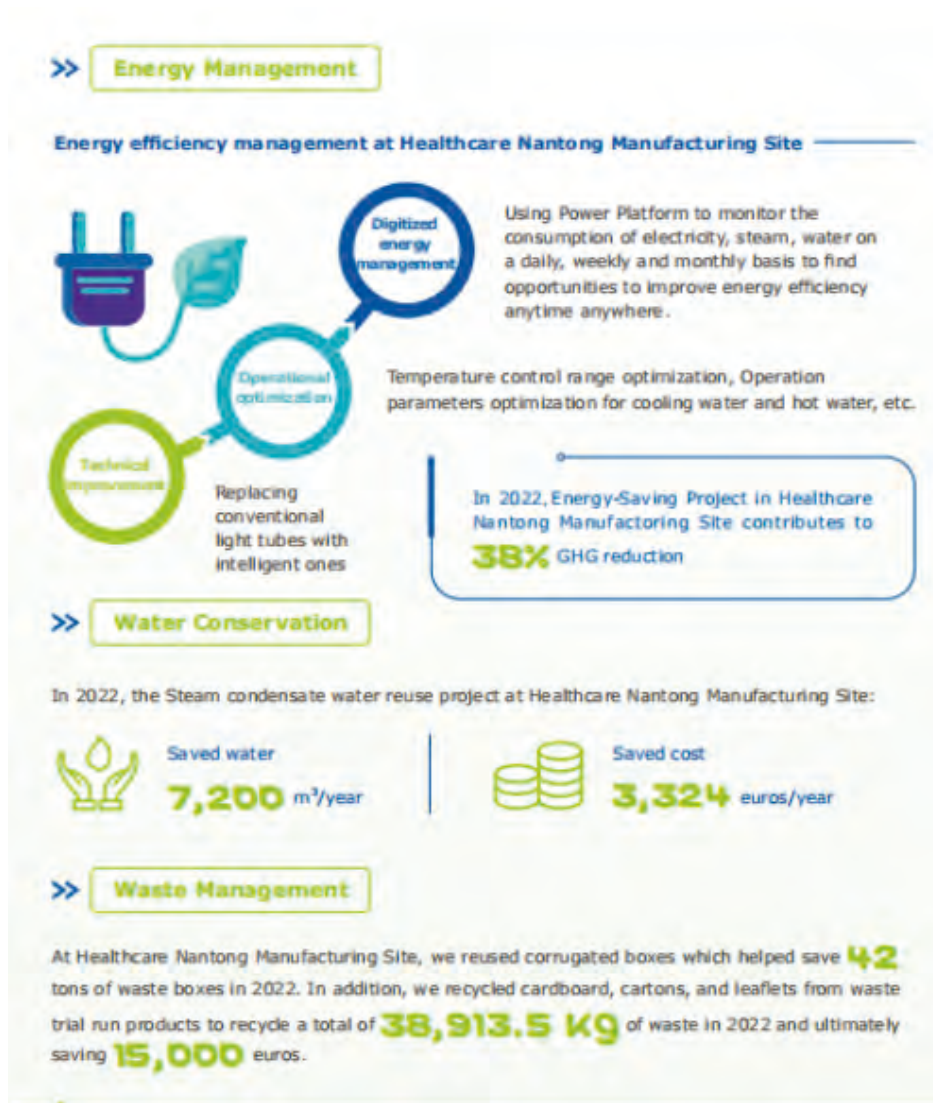 >> Energy Management
Energy efficiency management at Healthcare Nantong Manufacturing Site
Digitized
energy
management
Using Power Platform to monitor the
consumption of electricity, steam, water on
a daily, weekly and monthly basis to find
opportunities to improve energy efficiency
anytime anywhere.
Operational
optimization
Temperature control range optimization, Operation
parameters optimization for cooling water and hot water, etc.
Technical
improvement
Replacing
conventional
light tubes with
intelligent ones
In 2022, Energy-Saving Project in Healthcare
Nantong Manufactoring Site contributes to
38% GHG reduction
>> Water Conservation
In 2022, the Steam condensate water reuse project at Healthcare Nantong Manufacturing Site:
Saved water
7,200 m³/year
Saved cost
3,324 euros/year
>> Waste Management
At Healthcare Nantong Manufacturing Site, we reused corrugated boxes which helped save 42
tons of waste boxes in 2022. In addition, we recycled cardboard, cartons, and leaflets from waste
trial run products to recycle a total of 38,913.5 Kg of waste in 2022 and ultimately
saving 15,000 euros.